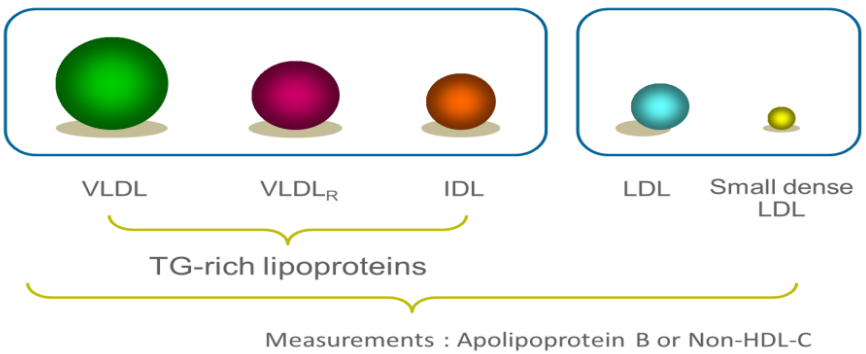 VLDL VLDLR IDL LDL Small dense
LDL
TG-rich lipoproteins
Measurements : Apolipoprotein B or Non-HDL-C